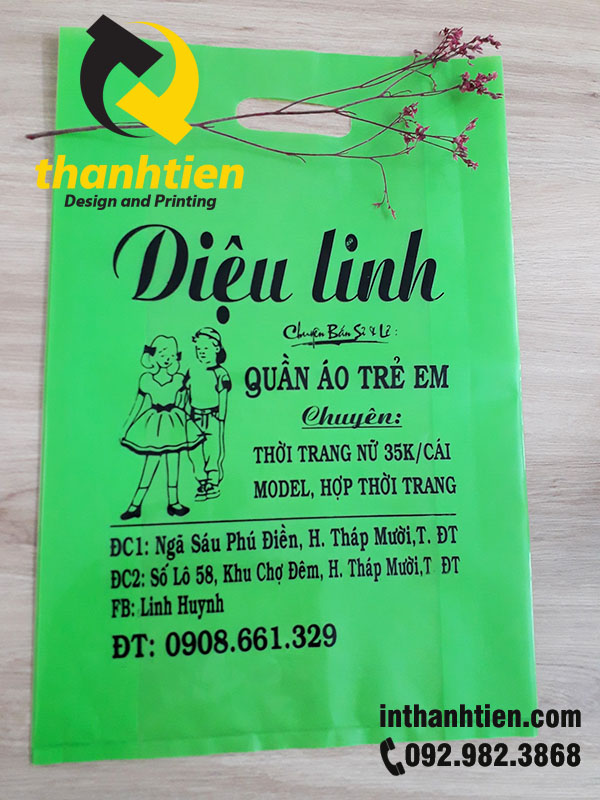 thanhtien
Design and Printing
Diệu linh
Chuyên Bán Sỉ & Lẻ:
QUẦN ÁO TRẺ EM
Chuyên:
THỜI TRANG NỮ 35K/CÁI
MODEL, HỢP THỜI TRANG
ĐC1: Ngã Sáu Phú Điền, H. Tháp Mười,T. ĐT
ĐC2: Số Lô 58, Khu Chợ Đêm, H. Tháp Mười,T ĐT
FB: Linh Huynh
ĐT: 0908.661.329
inthanhtien.com
092.982.3868